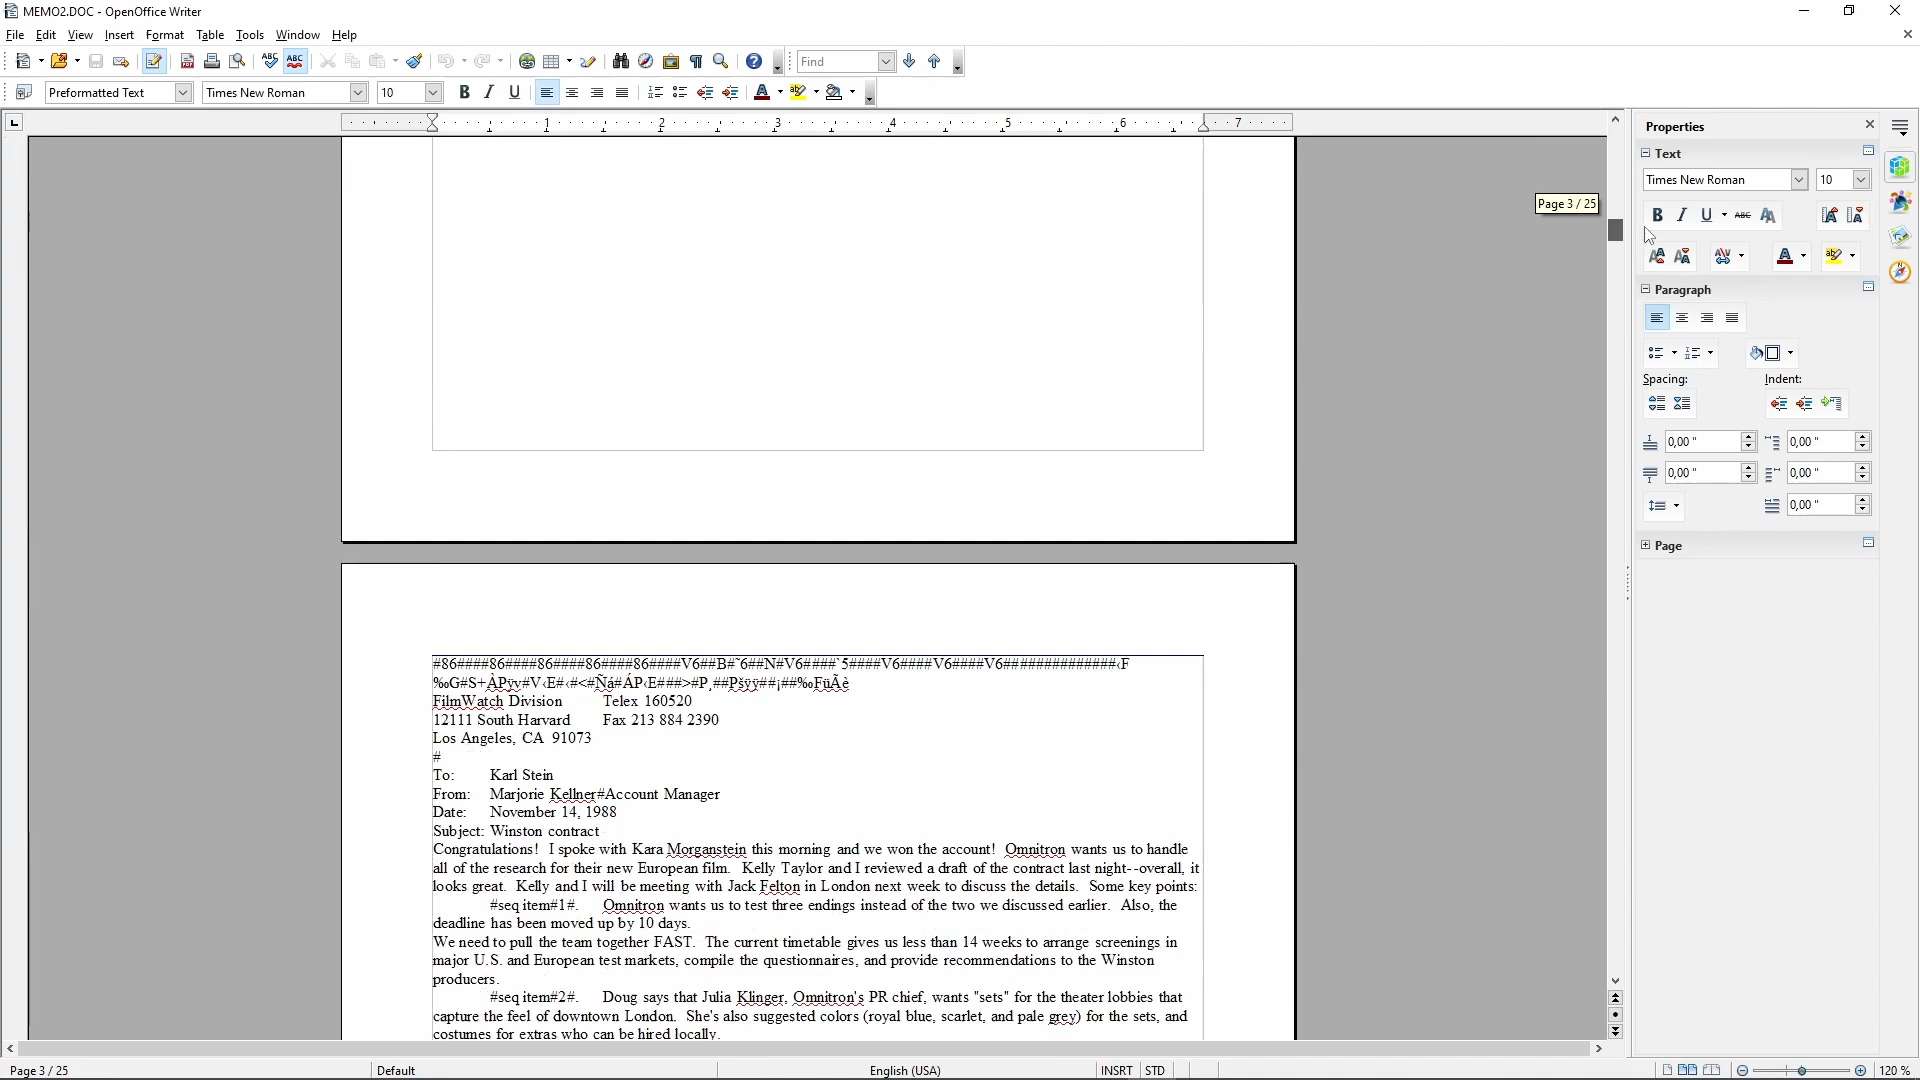 MEMO2.DOC - OpenOffice Writer
File Edit View Insert Format Table Tools Window Help
Find
Preformatted Text Times New Roman 10
1 2 3 4 5 6 7
Properties
Text
Times New Roman 10
Page 3 / 25
Paragraph
Spacing: Indent:
0,00 " 0,00 "
0,00 " 0,00 "
0,00 "
Page
#86####86####86####86####86####V6##B#˜6##N#V6####`5####V6####V6####V6##############‹F
‰G#S+ÀPÿv#V‹E#‹#<#Ñá#ÁP‹E###>#P¸##Pšÿÿ##¡##‰FüÃè
FilmWatch Division Telex 160520
12111 South Harvard Fax 213 884 2390
Los Angeles, CA 91073
#
To: Karl Stein
From: Marjorie Kellner#Account Manager
Date: November 14, 1988
Subject: Winston contract
Congratulations! I spoke with Kara Morganstein this morning and we won the account! Omnitron wants us to handle
all of the research for their new European film. Kelly Taylor and I reviewed a draft of the contract last night--overall, it
looks great. Kelly and I will be meeting with Jack Felton in London next week to discuss the details. Some key points:
#seq item#1#. Omnitron wants us to test three endings instead of the two we discussed earlier. Also, the
deadline has been moved up by 10 days.
We need to pull the team together FAST. The current timetable gives us less than 14 weeks to arrange screenings in
major U.S. and European test markets, compile the questionnaires, and provide recommendations to the Winston
producers.
#seq item#2#. Doug says that Julia Klinger, Omnitron's PR chief, wants "sets" for the theater lobbies that
capture the feel of downtown London. She's also suggested colors (royal blue, scarlet, and pale grey) for the sets, and
costumes for extras who can be hired locally.
Page 3 / 25 Default English (USA) INSRT STD 120 %